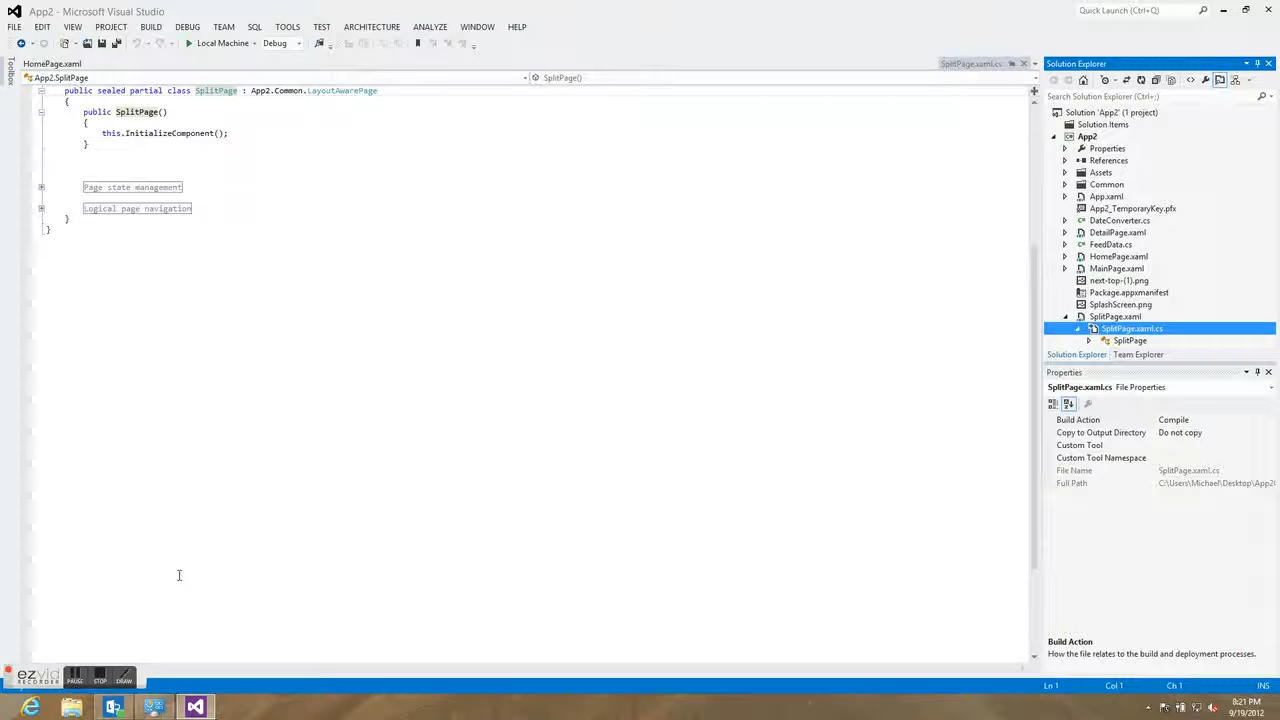 App2 - Microsoft Visual Studio
Quick Launch (Ctrl+Q)
FILE EDIT VIEW PROJECT BUILD DEBUG TEAM SQL TOOLS TEST ARCHITECTURE ANALYZE WINDOW HELP
Local Machine Debug
Toolbox
HomePage.xaml
SplitPage.xaml.cs
App2.SplitPage
SplitPage()
public sealed partial class SplitPage : App2.Common.LayoutAwarePage
{
public SplitPage()
{
this.InitializeComponent();
}
Page state management
Logical page navigation
}
}
Solution Explorer
Search Solution Explorer (Ctrl+;)
Solution 'App2' (1 project)
Solution Items
App2
Properties
References
Assets
Common
App.xaml
App2_TemporaryKey.pfx
DateConverter.cs
DetailPage.xaml
FeedData.cs
HomePage.xaml
MainPage.xaml
next-top-(1).png
Package.appxmanifest
SplashScreen.png
SplitPage.xaml
SplitPage.xaml.cs
SplitPage
Solution Explorer Team Explorer
Properties
SplitPage.xaml.cs File Properties
Build Action Compile
Copy to Output Directory Do not copy
Custom Tool
Custom Tool Namespace
File Name SplitPage.xaml.cs
Full Path C:\Users\Michael\Desktop\App2
Build Action
How the file relates to the build and deployment processes.
ezvid
RECORDER
PAUSE STOP DRAW
Ln 1 Col 1 Ch 1 INS
8:21 PM
9/19/2012